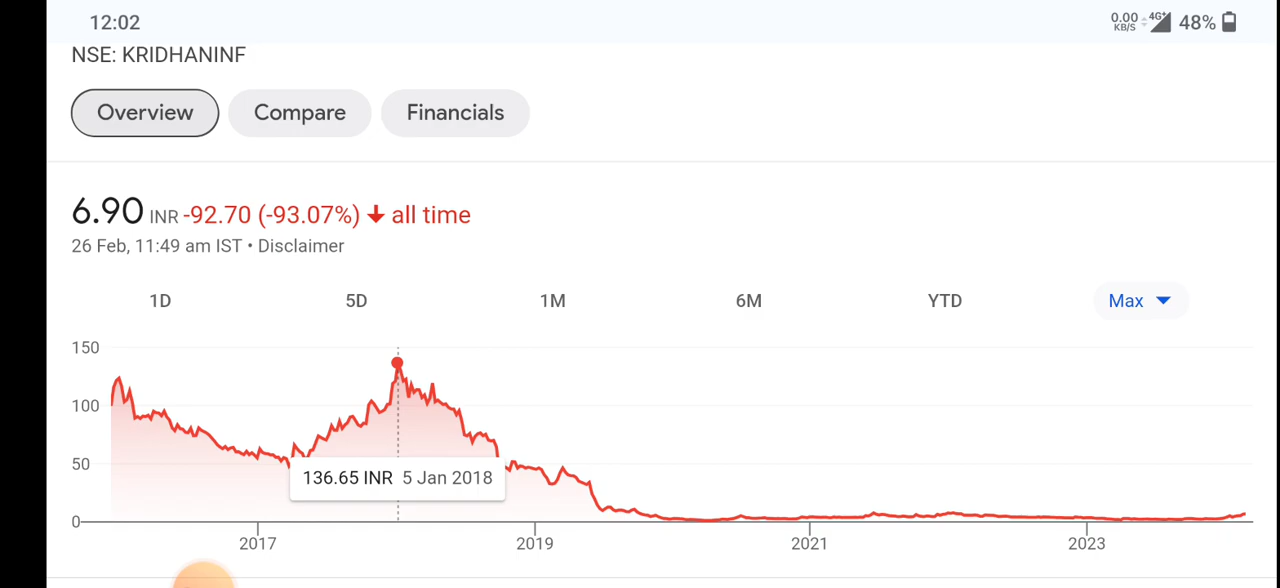 12:02 0.00 KB/S 4G+ 48%
NSE: KRIDHANINF
Overview Compare Financials
6.90 INR -92.70 (-93.07%) ↓ all time
26 Feb, 11:49 am IST • Disclaimer
1D 5D 1M 6M YTD Max
150
100
50
136.65 INR 5 Jan 2018
0
2017 2019 2021 2023